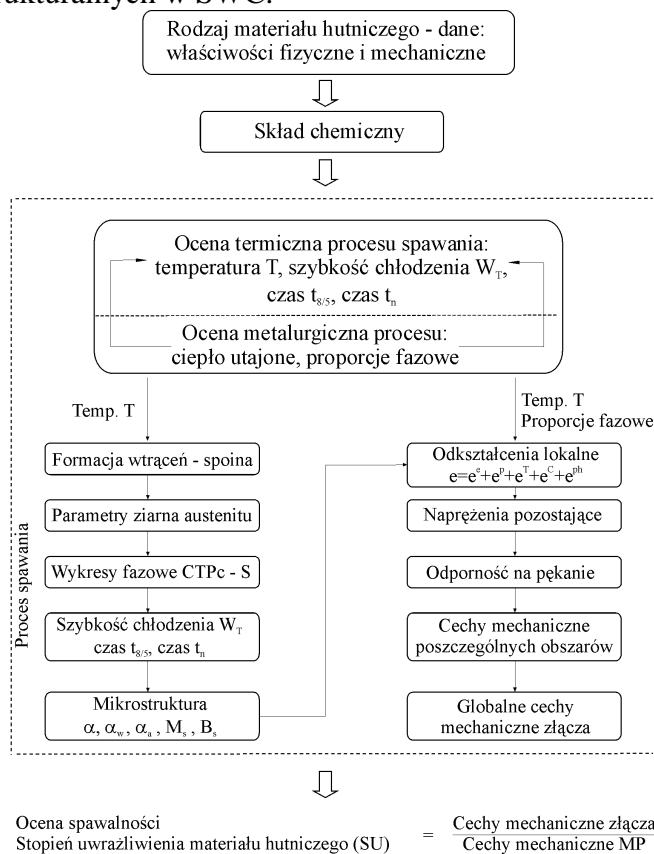 strukturalnych w SWC.
Rodzaj materiału hutniczego - dane:
właściwości fizyczne i mechaniczne
Skład chemiczny
Ocena termiczna procesu spawania:
temperatura T, szybkość chłodzenia W_T,
czas t_8/5, czas t_n
Ocena metalurgiczna procesu:
ciepło utajone, proporcje fazowe
Temp. T
Formacja wtrąceń - spoina
Parametry ziarna austenitu
Wykresy fazowe CTPc - S
Szybkość chłodzenia W_T
czas t_8/5, czas t_n
Mikrostruktura
α, α_w, α_a, M_s, B_s
Temp. T
Proporcje fazowe
Odkształcenia lokalne
e=e^e+e^p+e^T+e^C+e^ph
Naprężenia pozostające
Odporność na pękanie
Cechy mechaniczne
poszczególnych obszarów
Globalne cechy
mechaniczne złącza
Proces spawania
Ocena spawalności
Stopień uwrażliwienia materiału hutniczego (SU) =
Cechy mechaniczne złącza
Cechy mechaniczne MP